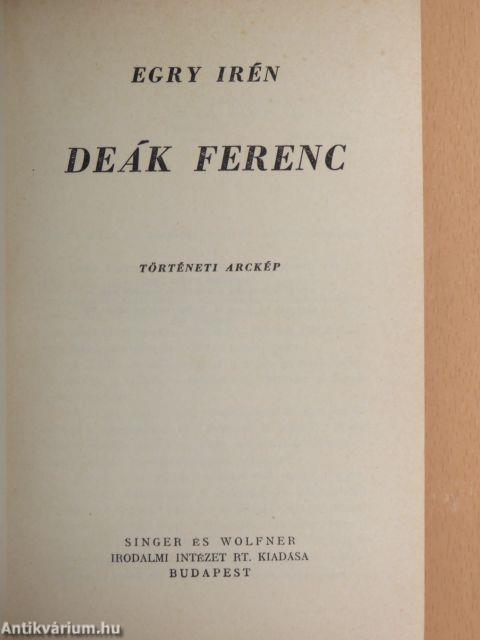 EGRY IRÉN
DEÁK FERENC
TÖRTÉNETI ARCKÉP
SINGER ÉS WOLFNER
IRODALMI INTÉZET RT. KIADÁSA
BUDAPEST
Antikvárium.hu